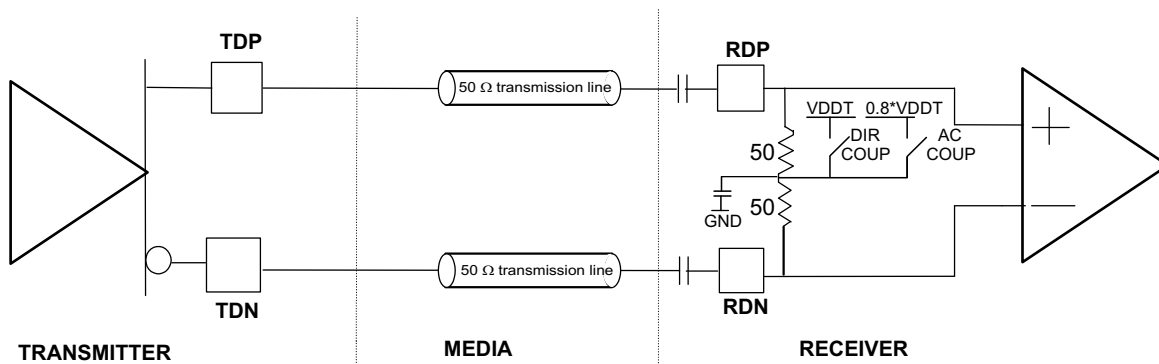 TDP
RDP
50 Ω transmission line
VDDT 0.8*VDDT
DIR
COUP
AC
COUP
50
50
GND
+
—
50 Ω transmission line
TDN
RDN
TRANSMITTER
MEDIA
RECEIVER